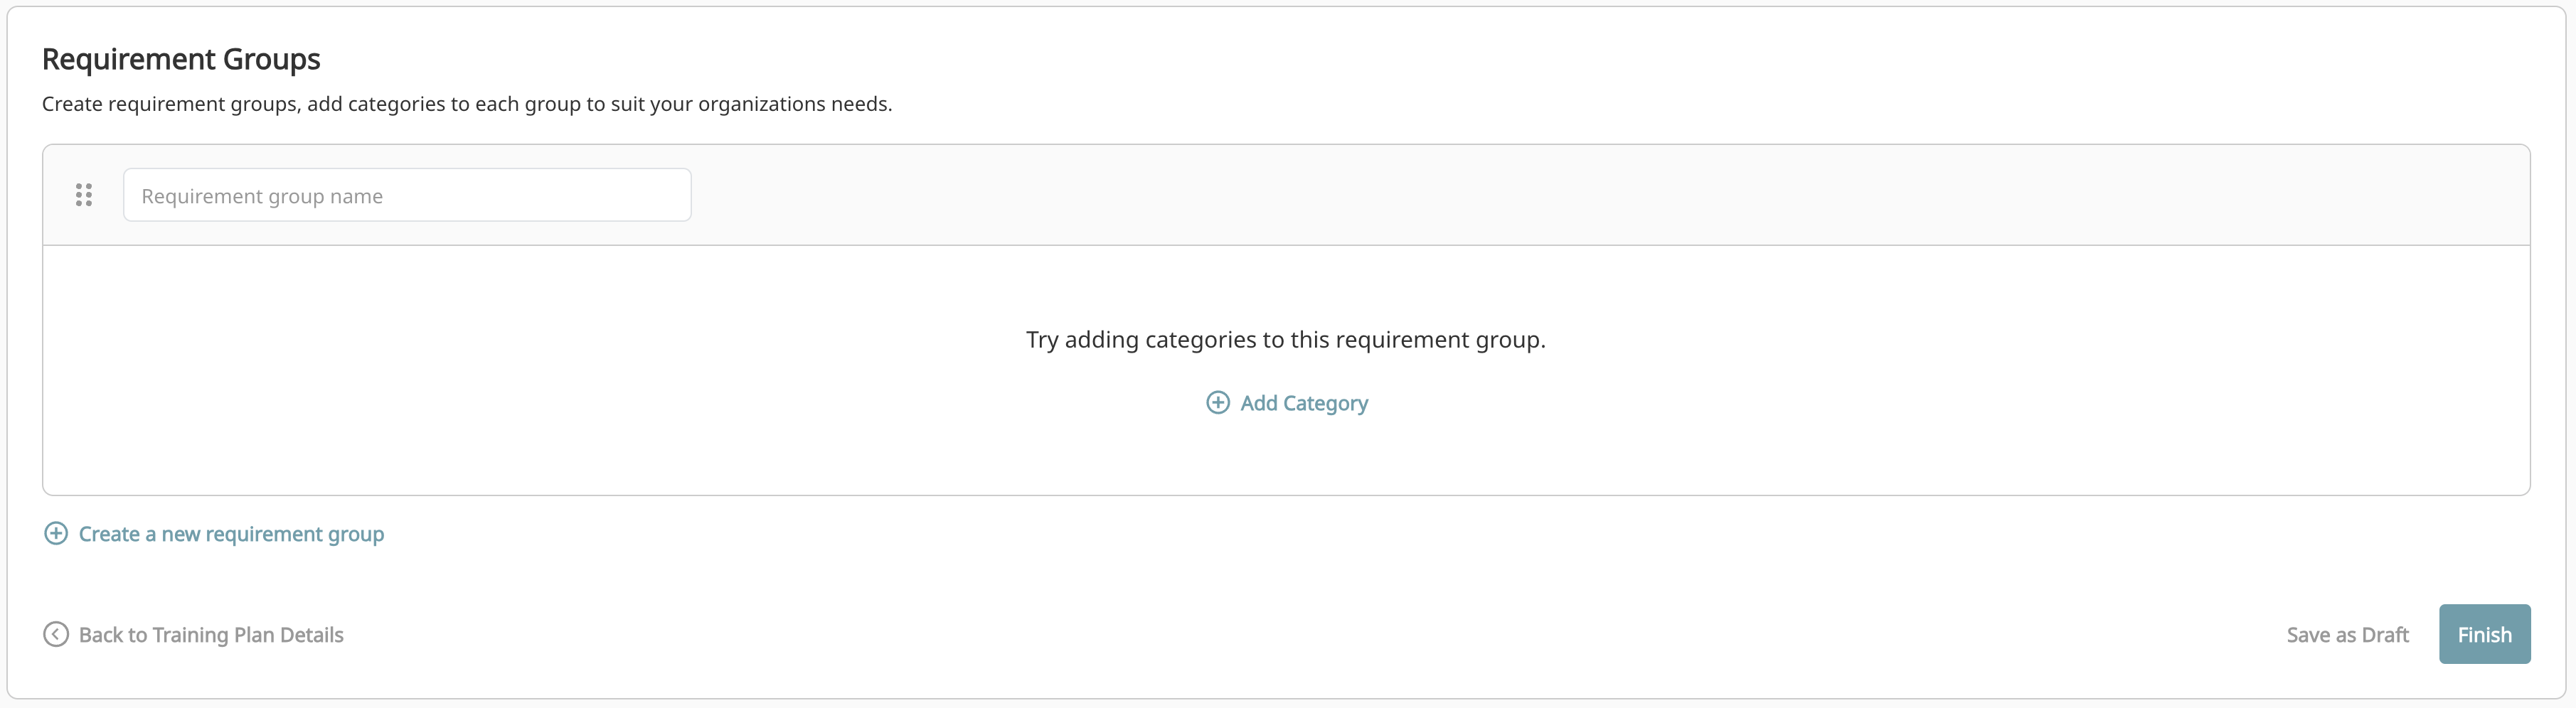 Requirement Groups
Create requirement groups, add categories to each group to suit your organizations needs.
Requirement group name
Try adding categories to this requirement group.
Add Category
Create a new requirement group
Back to Training Plan Details
Save as Draft
Finish